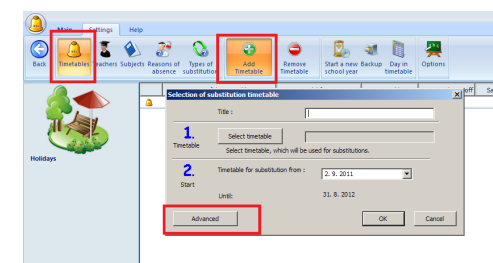 Main Settings Help
Back Timetables Teachers Subjects Reasons of absence Types of substitution Add Timetable Remove Timetable Start a new school year Backup Day in timetable Options
Selection of substitution timetable
Title :
1.
Timetable
Select timetable
Select timetable, which will be used for substitutions.
Holidays
2.
Start
Timetable for substitution from :
2. 9. 2011
Until:
31. 8. 2012
Advanced
OK
Cancel